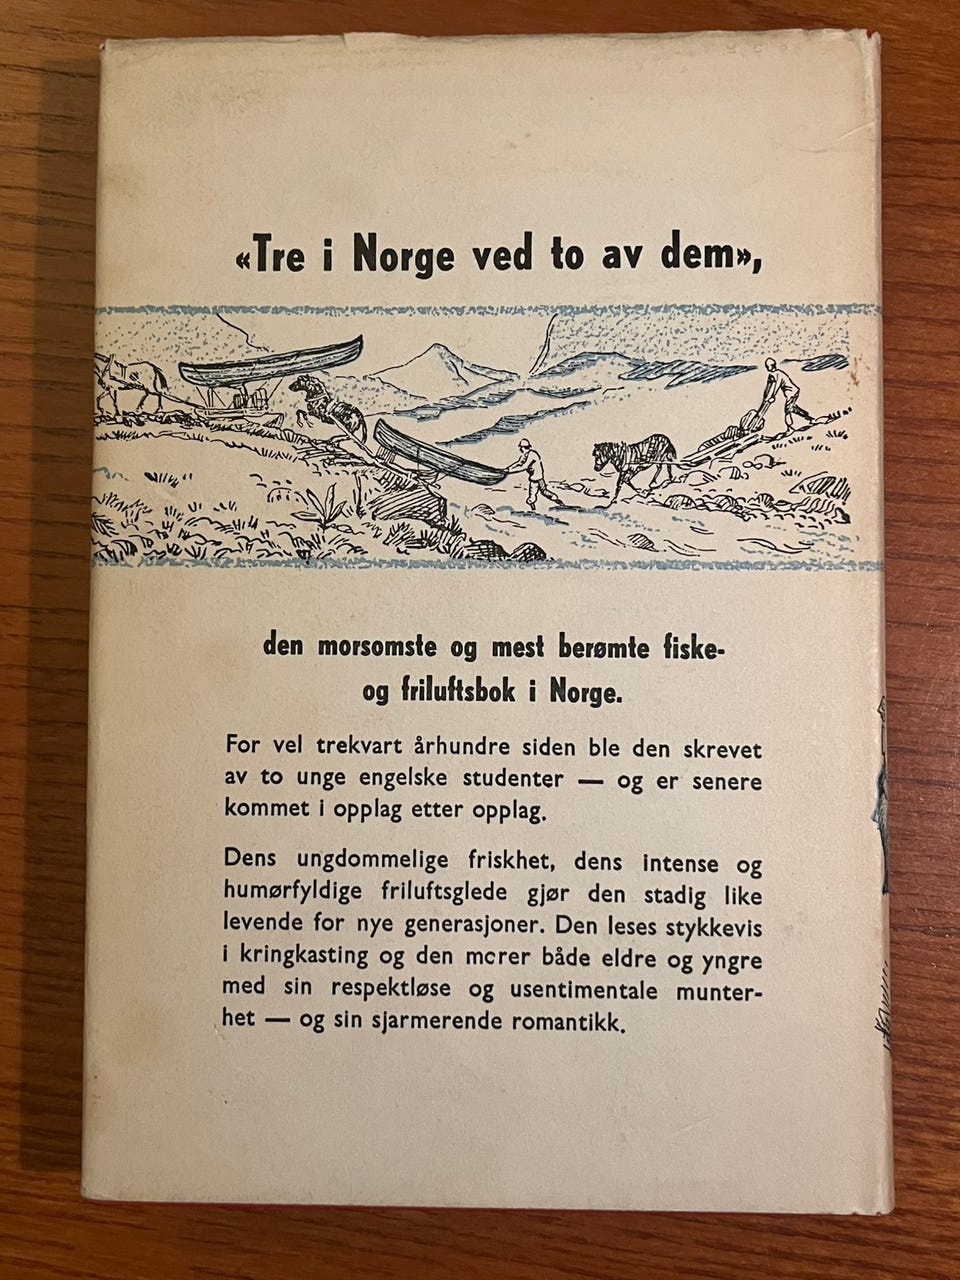 «Tre i Norge ved to av dem»,
den morsomste og mest berømte fiske-
og friluftsbok i Norge.
For vel trekvart århundre siden ble den skrevet
av to unge engelske studenter — og er senere
kommet i opplag etter opplag.
Dens ungdommelige friskhet, dens intense og
humørfyldige friluftsglede gjør den stadig like
levende for nye generasjoner. Den leses stykkevis
i kringkasting og den morer både eldre og yngre
med sin respektløse og usentimentale munter-
het — og sin sjarmerende romantikk.